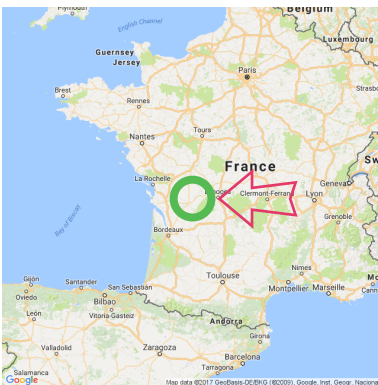 Plymouth
English Channel
Belgium
Guernsey
Jersey
Luxembourg
Paris
Brest
Rennes
Nantes
Tours
France
La Rochelle
Clermont-Ferrand
Lyon
Geneva
Grenoble
Bay of Biscay
Bordeaux
Nimes
Toulouse
Montpellier
Marseille
Gijón
Santander
San Sebastián
Oviedo
Bilbao
León
Vitoria-Gasteiz
Andorra
Girona
Valladolid
Zaragoza
Barcelona
Salamanca
Tarragona
Google
Map data ©2017 GeoBasis-DE/BKG (©2009), Google, Inst. Geogr. Nacional